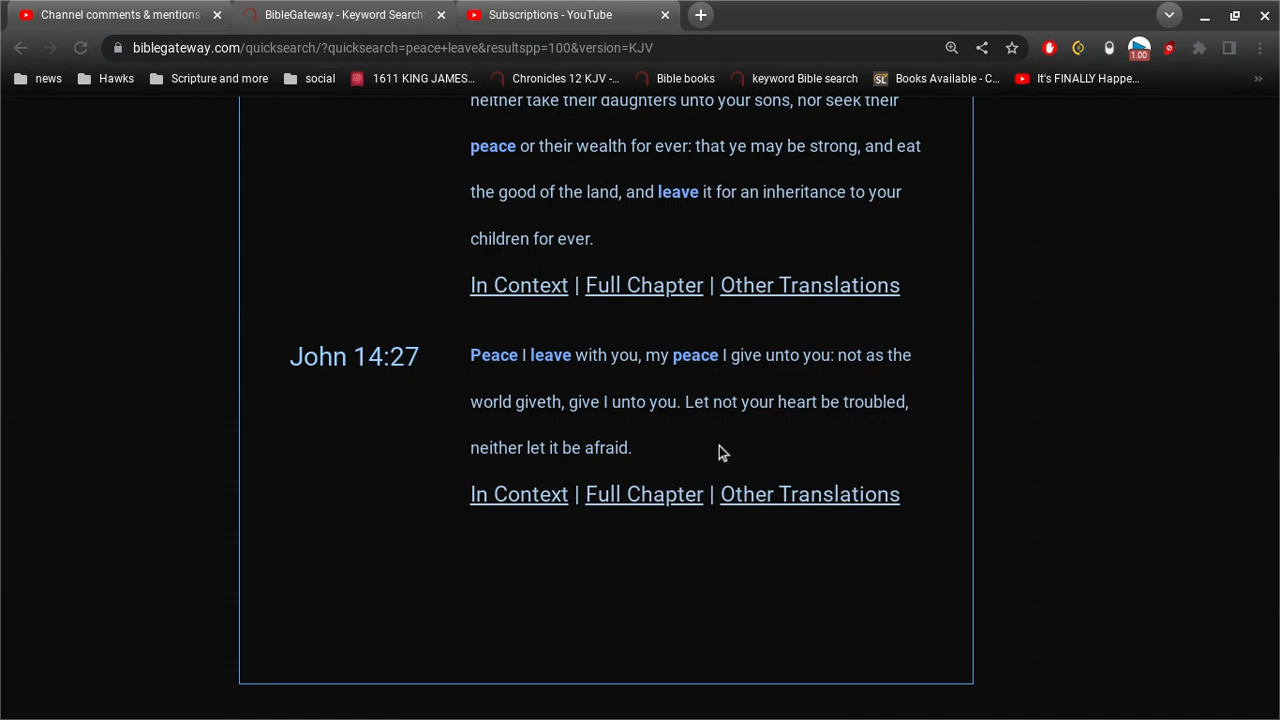 Channel comments & mentions
BibleGateway - Keyword Search:
Subscriptions - YouTube
biblegateway.com/quicksearch/?quicksearch=peace+leave&resultspp=100&version=KJV
1.00
news
Hawks
Scripture and more
social
1611 KING JAMES...
Chronicles 12 KJV -...
Bible books
keyword Bible search
SL
Books Available - C...
It's FINALLY Happe...
»
neither take their daughters unto your sons, nor seek their
peace or their wealth for ever: that ye may be strong, and eat
the good of the land, and leave it for an inheritance to your
children for ever.
In Context | Full Chapter | Other Translations
John 14:27
Peace I leave with you, my peace I give unto you: not as the
world giveth, give I unto you. Let not your heart be troubled,
neither let it be afraid.
In Context | Full Chapter | Other Translations